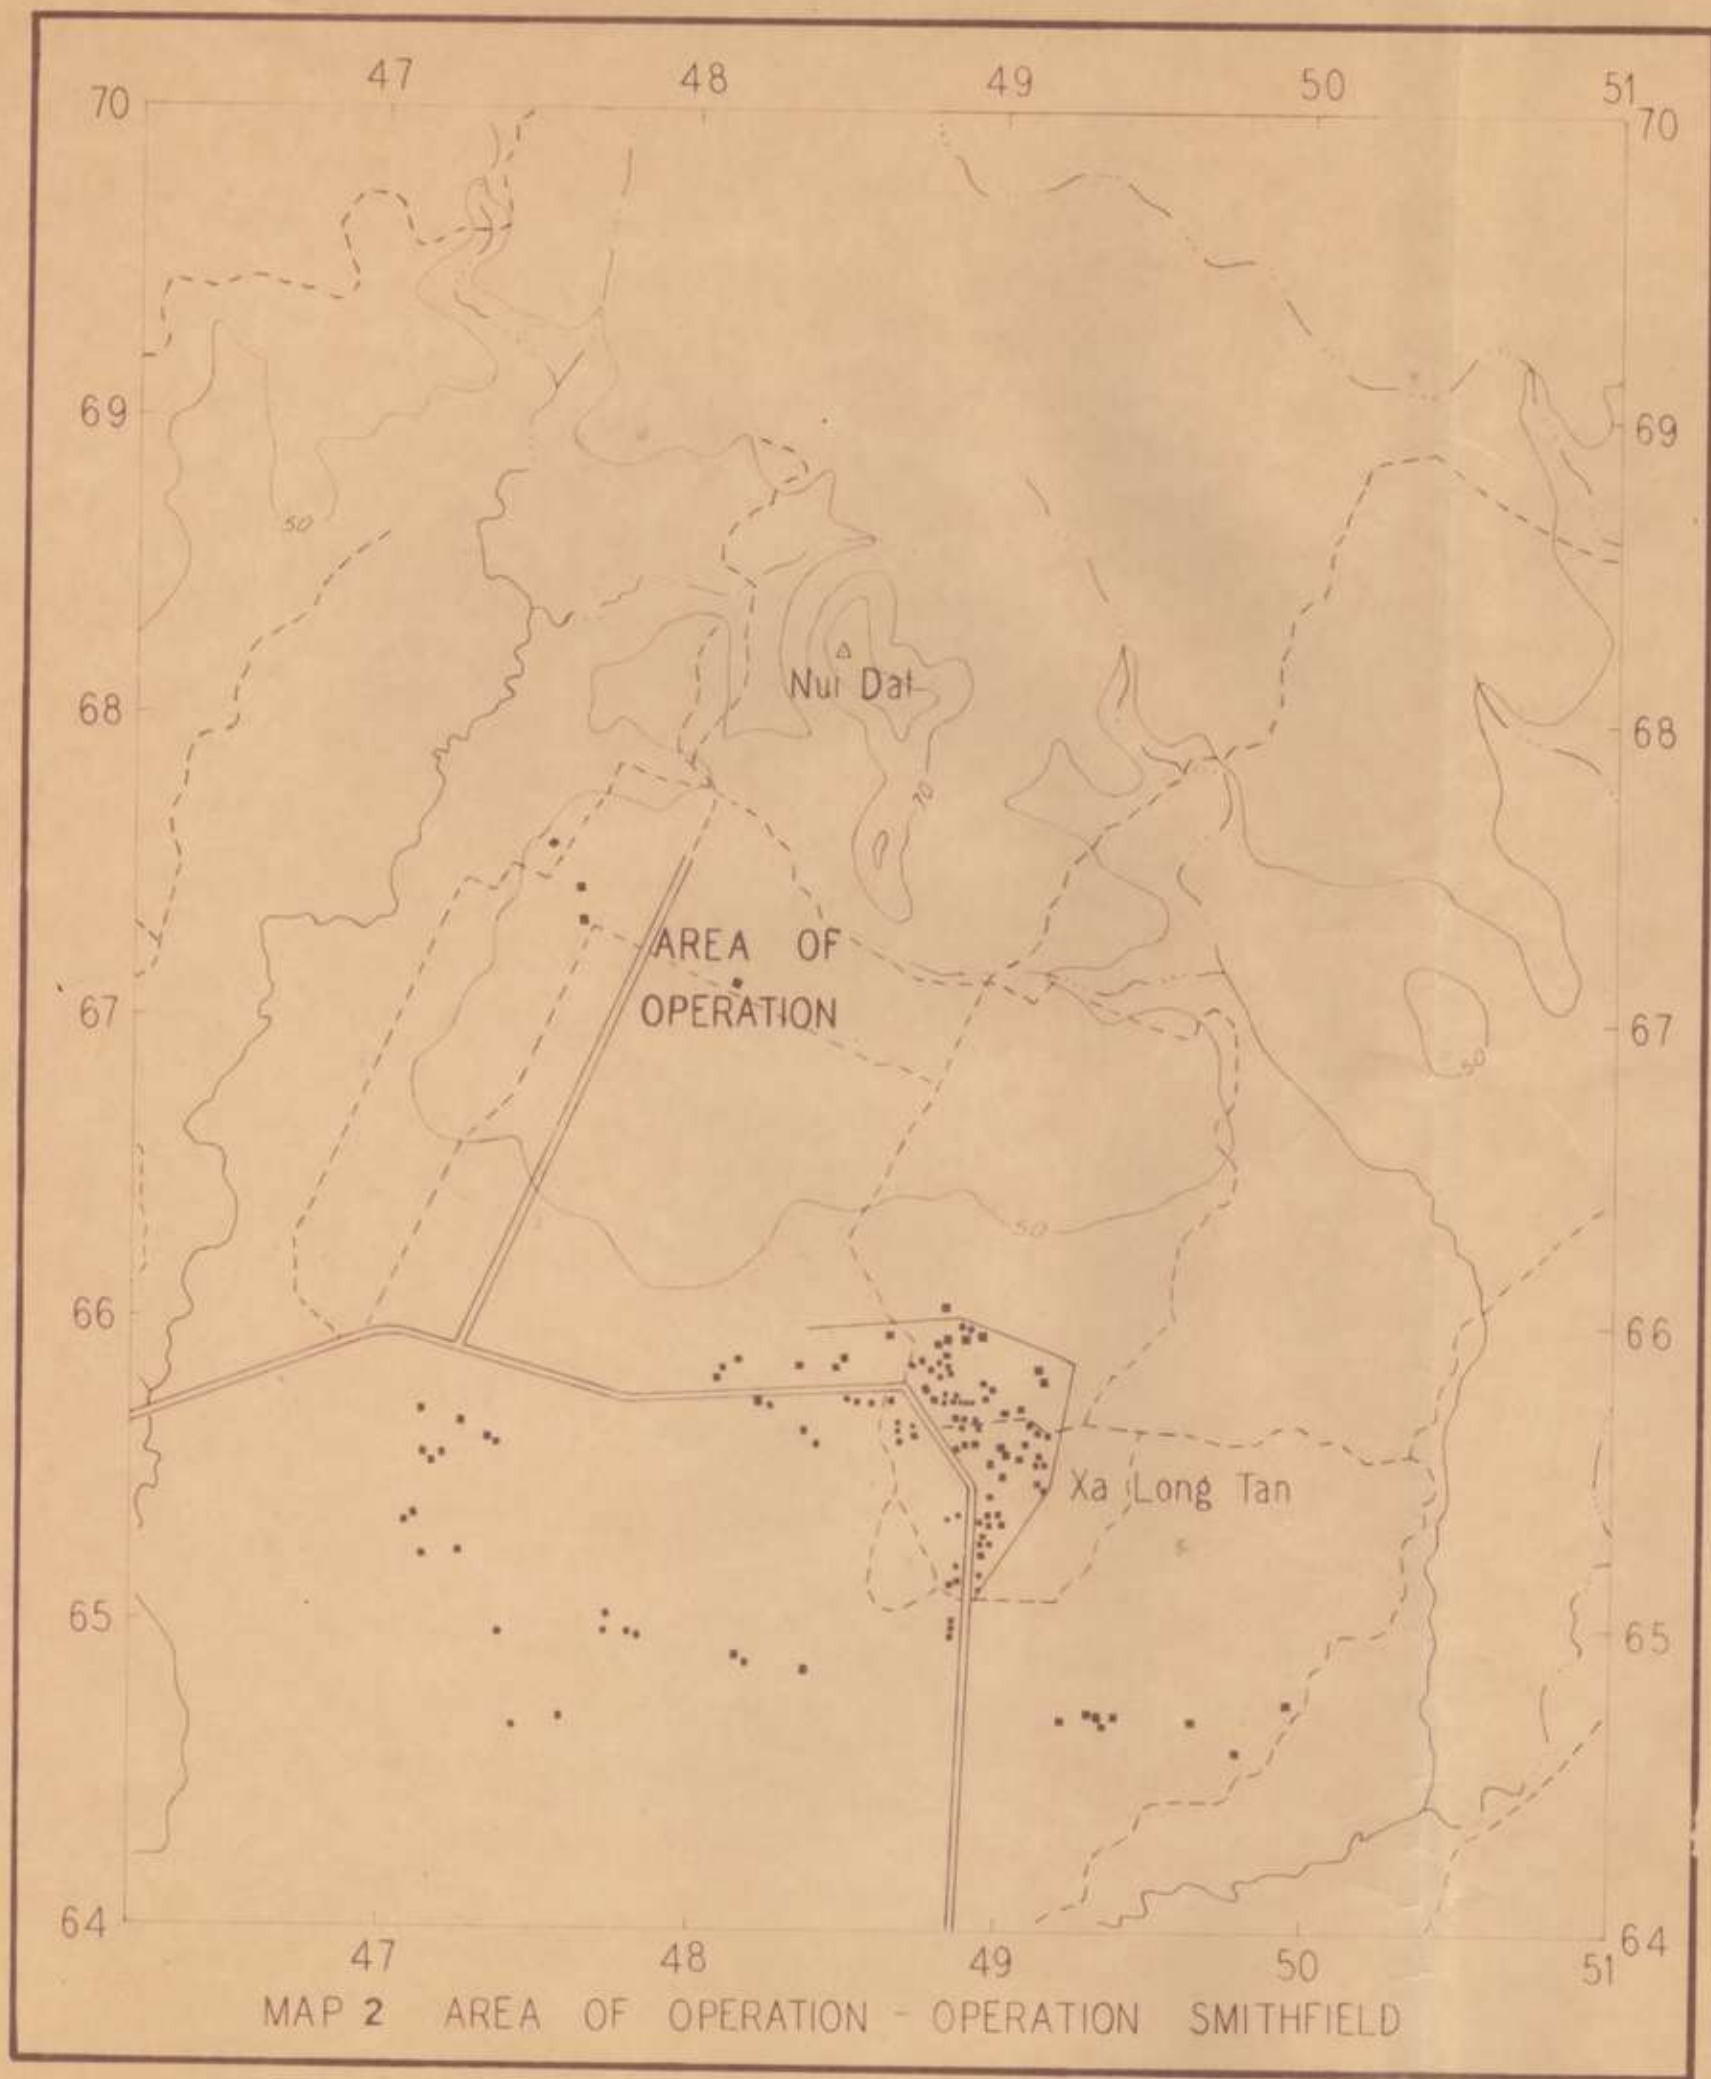 47 48 49 50 51
70 70
69 69
50
Nui Dat
68 68
70
AREA OF
OPERATION
67 67
50
50
66 66
Xa Long Tan
65 65
64 64
47 48 49 50 51
MAP 2 AREA OF OPERATION - OPERATION SMITHFIELD